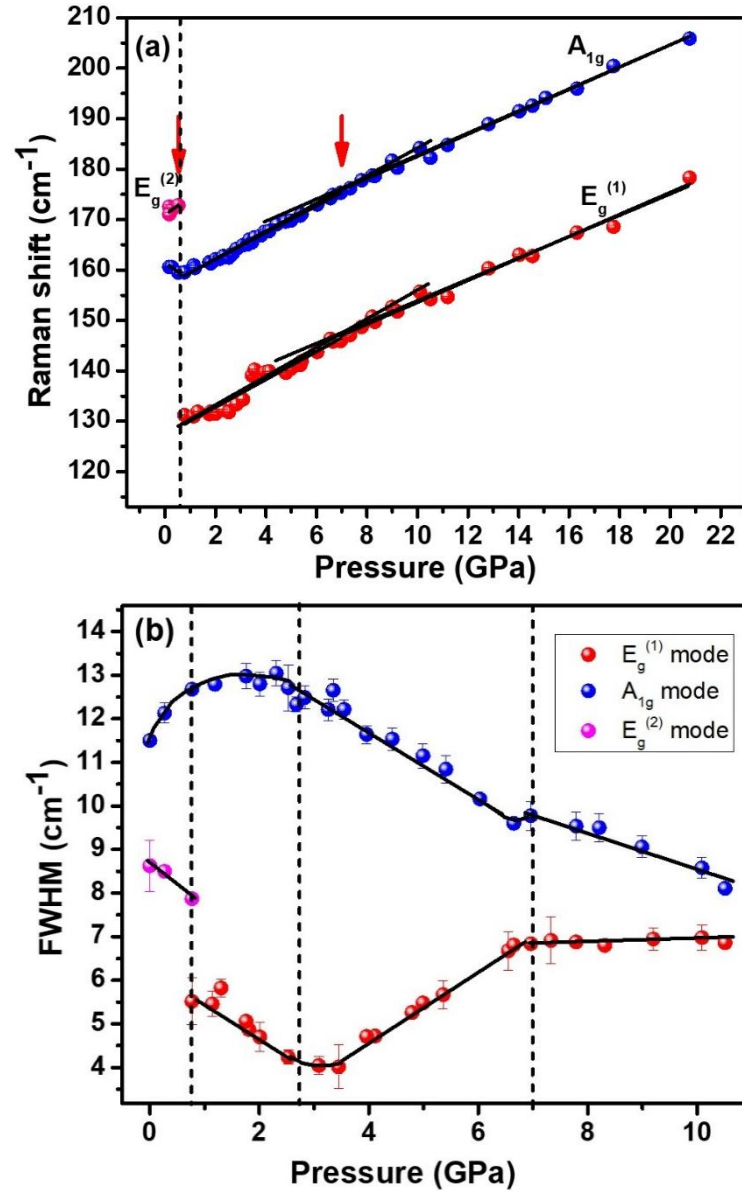 (a)
A1g
Eg(2)
Eg(1)
Raman shift (cm-1)
210
200
190
180
170
160
150
140
130
120
0 2 4 6 8 10 12 14 16 18 20 22
Pressure (GPa)
(b)
Eg(1) mode
A1g mode
Eg(2) mode
FWHM (cm-1)
14
13
12
11
10
9
8
7
6
5
4
0 2 4 6 8 10
Pressure (GPa)